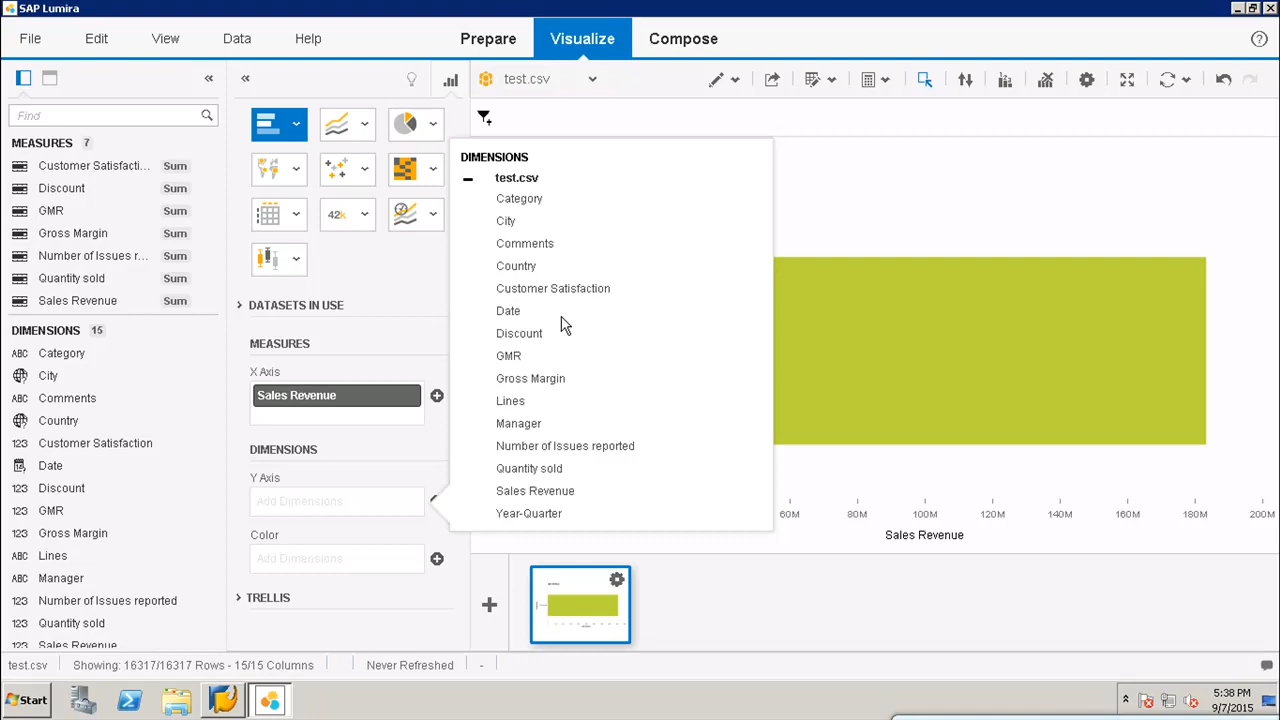 SAP Lumira
File Edit View Data Help Prepare Visualize Compose
test.csv
Find
MEASURES 7
Customer Satisfacti... Sum
Discount Sum
GMR Sum
Gross Margin Sum
Number of Issues r... Sum
Quantity sold Sum
Sales Revenue Sum
DIMENSIONS 15
ABC Category
City
ABC Comments
Country
123 Customer Satisfaction
Date
123 Discount
123 GMR
123 Gross Margin
ABC Lines
ABC Manager
123 Number of Issues reported
123 Quantity sold
123 Sales Revenue
42K
DATASETS IN USE
MEASURES
X Axis
Sales Revenue
DIMENSIONS
Y Axis
Add Dimensions
Color
Add Dimensions
TRELLIS
DIMENSIONS
test.csv
Category
City
Comments
Country
Customer Satisfaction
Date
Discount
GMR
Gross Margin
Lines
Manager
Number of Issues reported
Quantity sold
Sales Revenue
Year-Quarter
60M 80M 100M 120M 140M 160M 180M 200M
Sales Revenue
test.csv Showing: 16317/16317 Rows - 15/15 Columns Never Refreshed -
Start
5:38 PM
9/7/2015